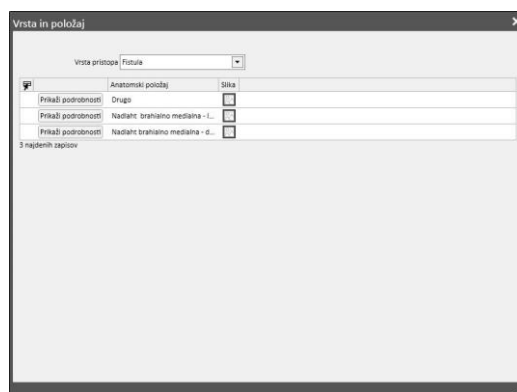 Vrsta in položaj
Vrsta pristopa Fistula
Anatomski položaj Slika
Prikaži podrobnosti Drugo
Prikaži podrobnosti Nadlaht brahialno medialna - l...
Prikaži podrobnosti Nadlaht brahialno medialna - d...
3 najdenih zapisov